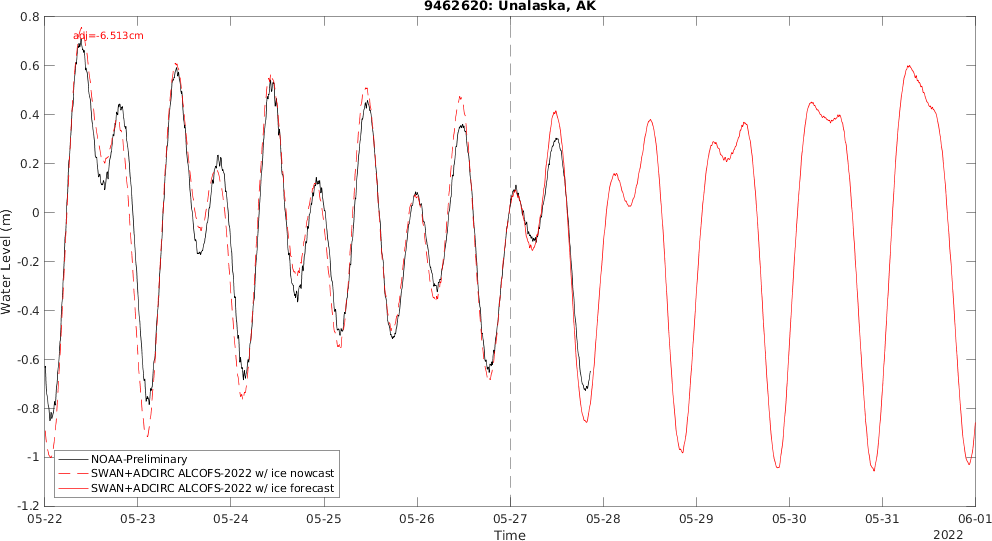 9462620: Unalaska, AK
0.8
adj=-6.513cm
0.6
0.4
0.2
0
-0.2
-0.4
-0.6
-0.8
-1
-1.2
Water Level (m)
NOAA-Preliminary
SWAN+ADCIRC ALCOFS-2022 w/ ice nowcast
SWAN+ADCIRC ALCOFS-2022 w/ ice forecast
05-22 05-23 05-24 05-25 05-26 05-27 05-28 05-29 05-30 05-31 06-01
Time
2022